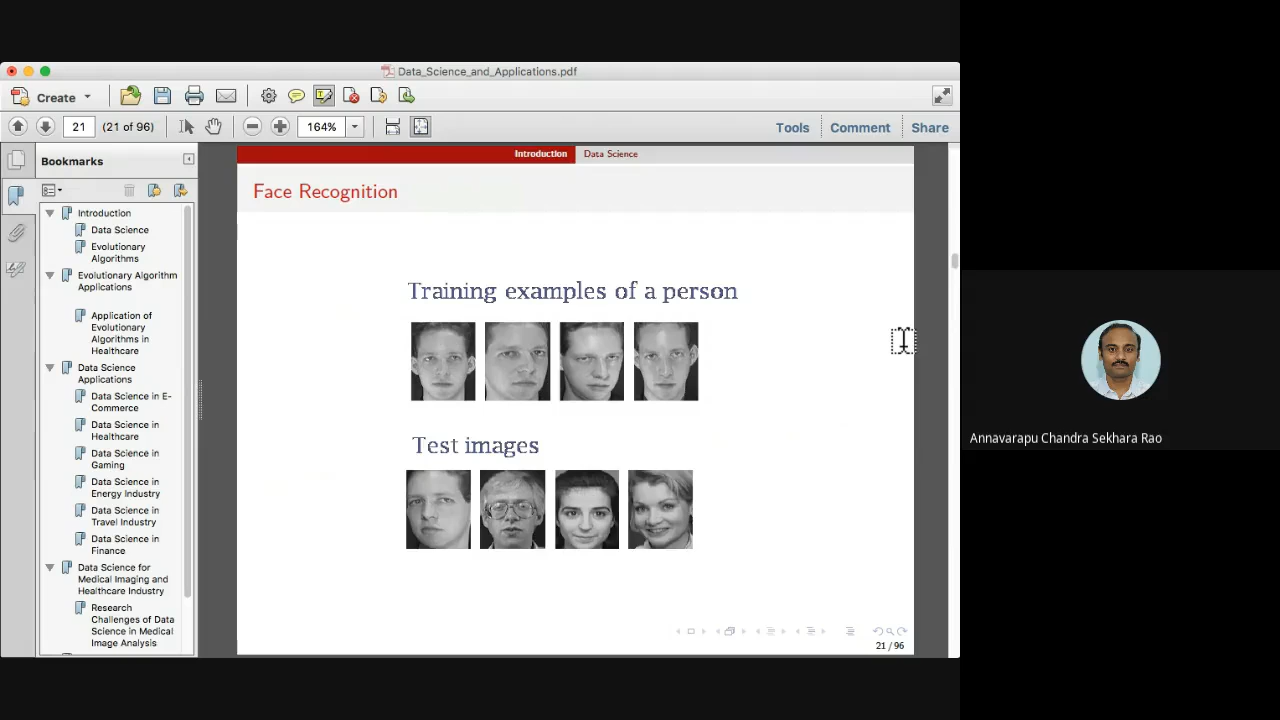 Data_Science_and_Applications.pdf
Create
21 (21 of 96) 164% Tools Comment Share
Bookmarks
Introduction
Data Science
Evolutionary
Algorithms
Evolutionary Algorithm
Applications
Application of
Evolutionary
Algorithms in
Healthcare
Data Science
Applications
Data Science in E-
Commerce
Data Science in
Healthcare
Data Science in
Gaming
Data Science in
Energy Industry
Data Science in
Travel Industry
Data Science in
Finance
Data Science for
Medical Imaging and
Healthcare Industry
Research
Challenges of Data
Science in Medical
Image Analysis
Introduction Data Science
Face Recognition
Training examples of a person
Test images
21 / 96
Annavarapu Chandra Sekhara Rao